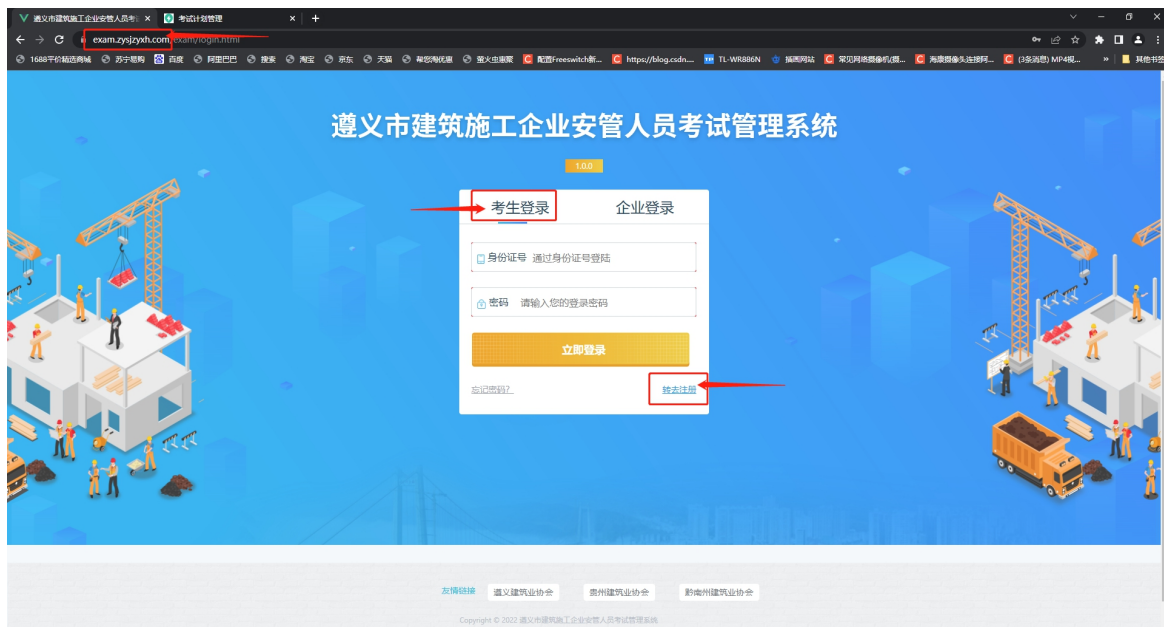 遵义市建筑施工企业安管人员考试
考试计划管理
exam.zysjzyxh.com/exam/login.html
1688平价精选商城 苏宁易购 百度 阿里巴巴 搜索 淘宝 京东 天猫 帮您淘优惠 萤火虫惠聚 配置Freeswitch新... https://blog.csdn.... TL-WR886N 插画网站 常见网络摄像机(摄... 海康摄像头连接阿... (3条消息) MP4视... » 其他书签
遵义市建筑施工企业安管人员考试管理系统
1.0.0
考生登录 企业登录
身份证号 通过身份证号登陆
密码 请输入您的登录密码
立即登录
忘记密码? 转去注册
友情链接 遵义建筑业协会 贵州建筑业协会 黔南州建筑业协会
Copyright © 2022 遵义市建筑施工企业安管人员考试管理系统